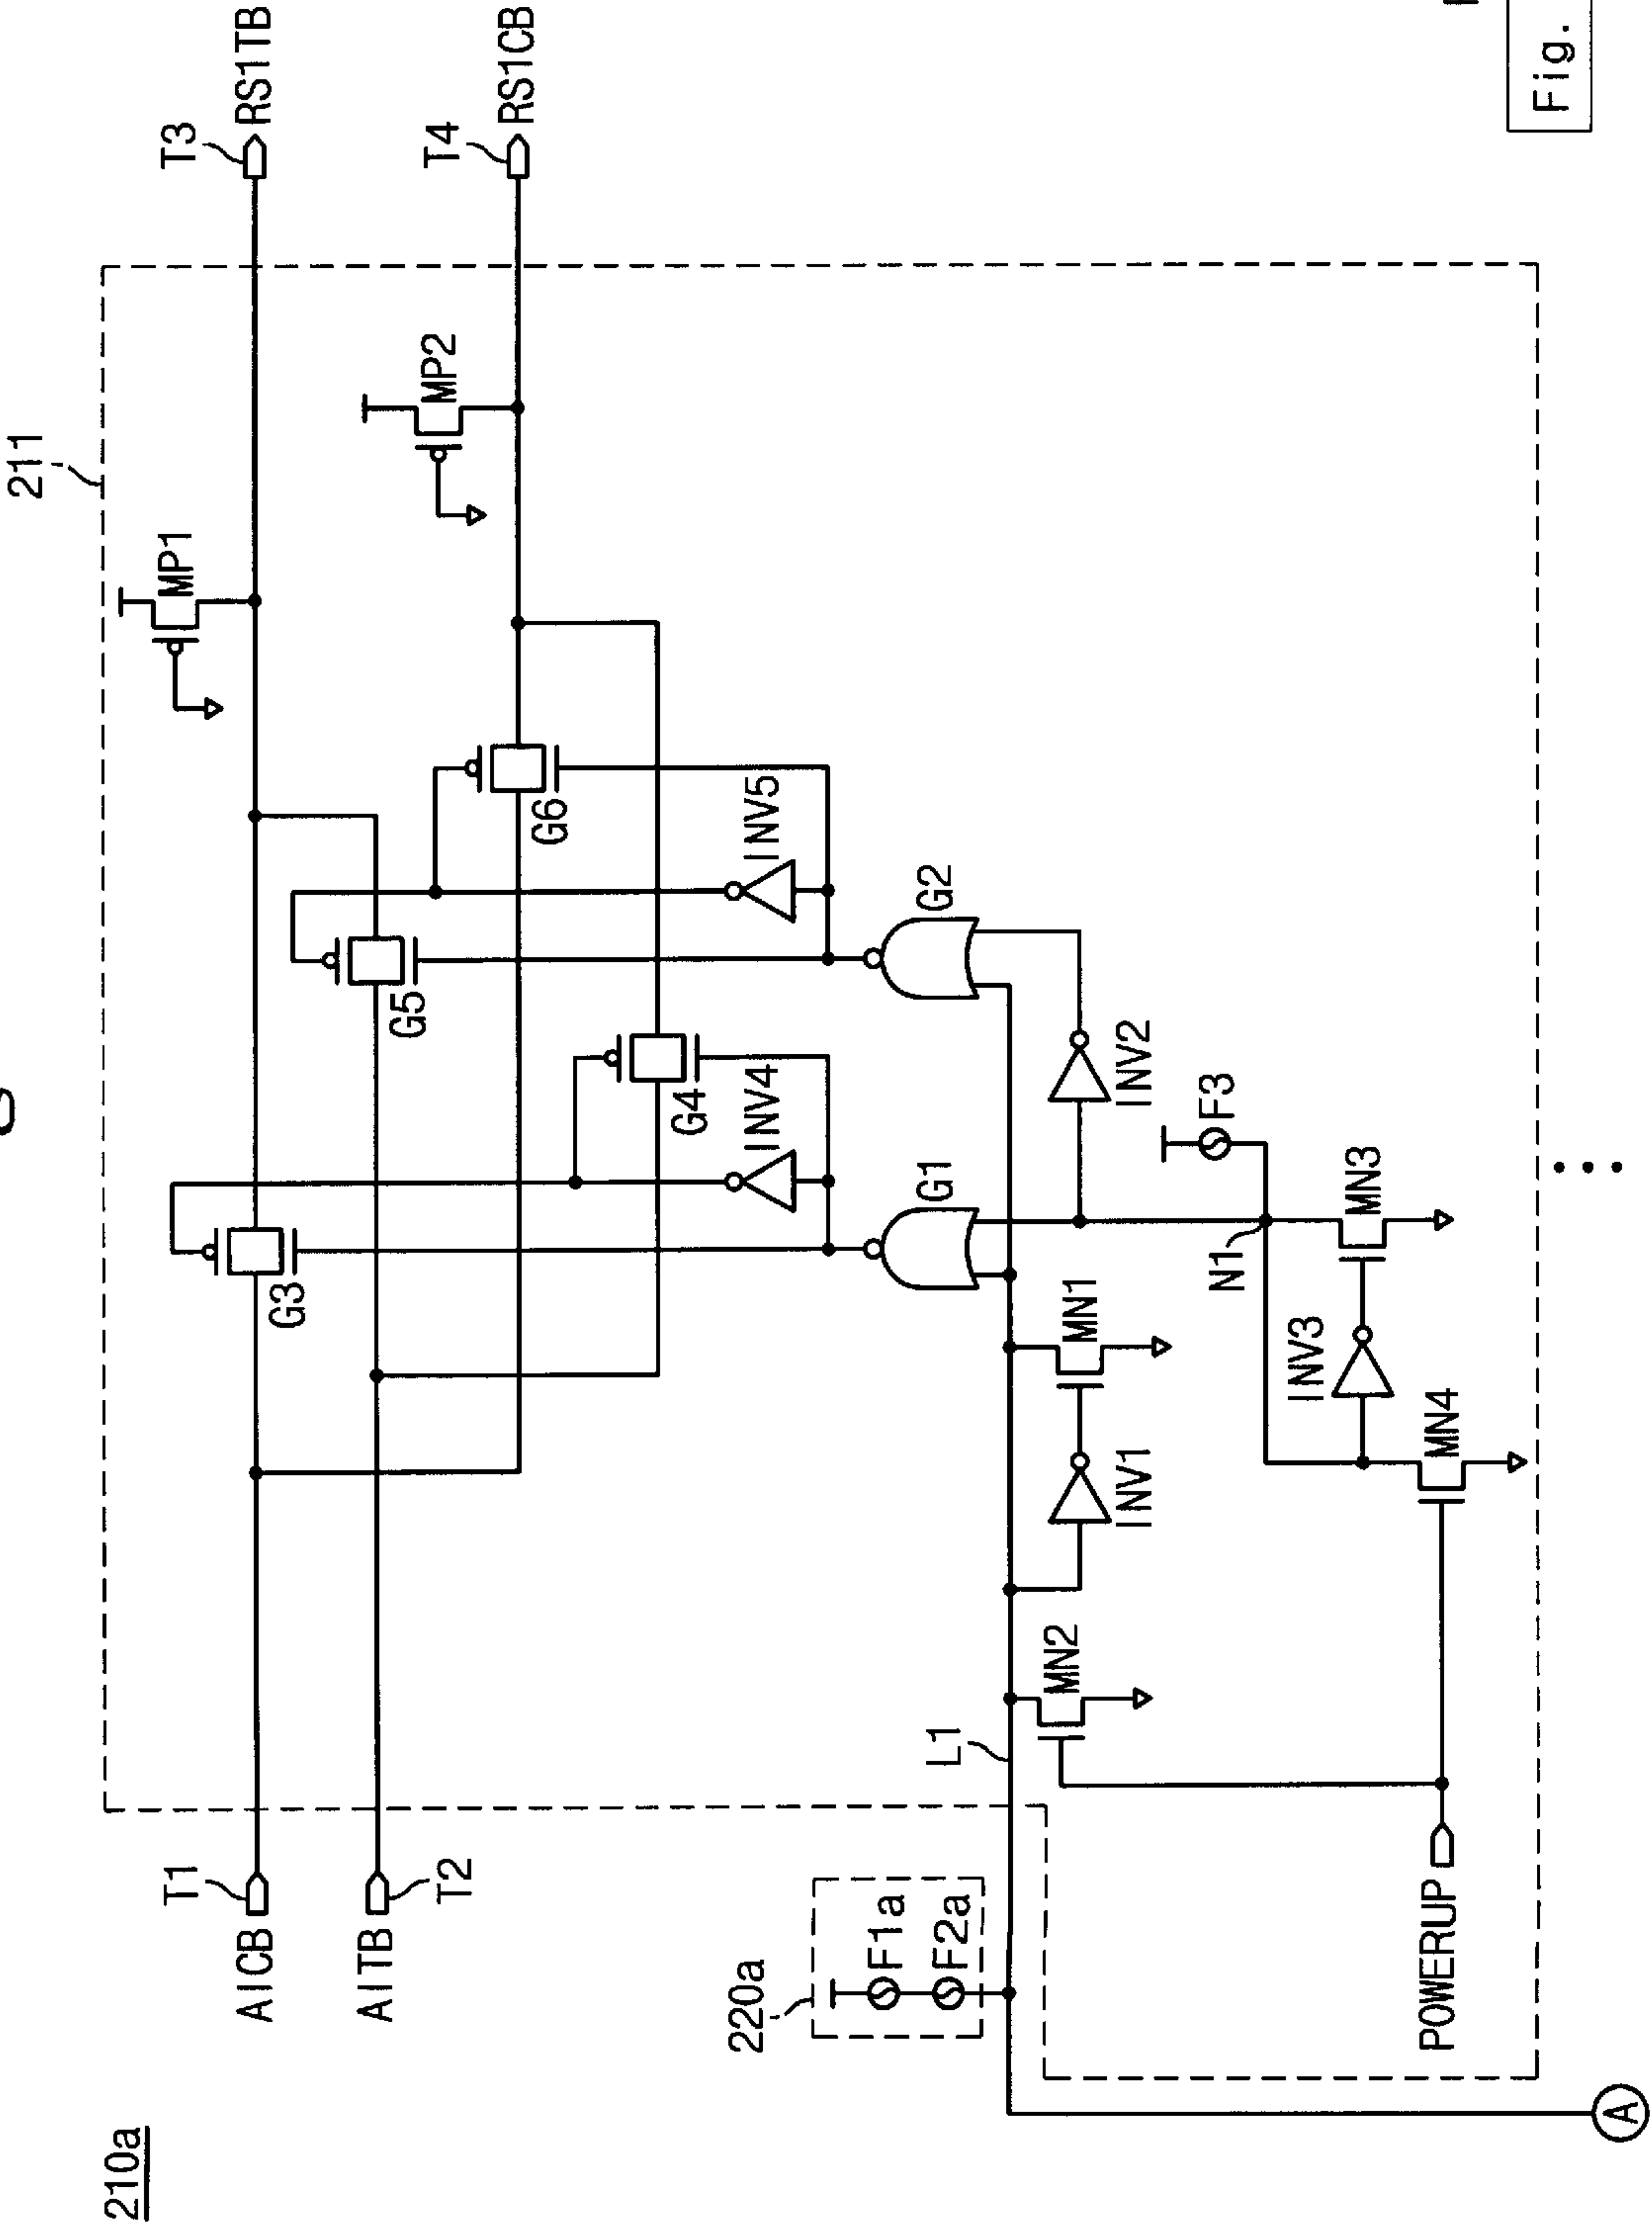 210a
211
T1
AICB
T2
AITB
T3
RS1TB
T4
RS1CB
MP1
MP2
G3
G5
G6
G4
INV4
INV5
G1
G2
220a
F1a
F2a
L1
MN2
INV1
MN1
INV2
N1
F3
INV3
MN3
MN4
POWERUP
A
Fig.